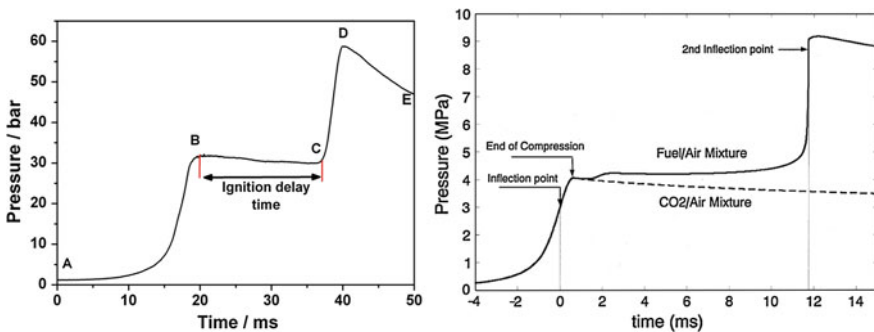 Pressure / bar
60
50
40
30
20
10
0
A
B
C
D
E
Ignition delay
time
0 10 20 30 40 50
Time / ms
Pressure (MPa)
10
9
8
7
6
5
4
3
2
1
0
2nd Inflection point
End of Compression
Fuel/Air Mixture
Inflection point
CO2/Air Mixture
-4 -2 0 2 4 6 8 10 12 14
time (ms)